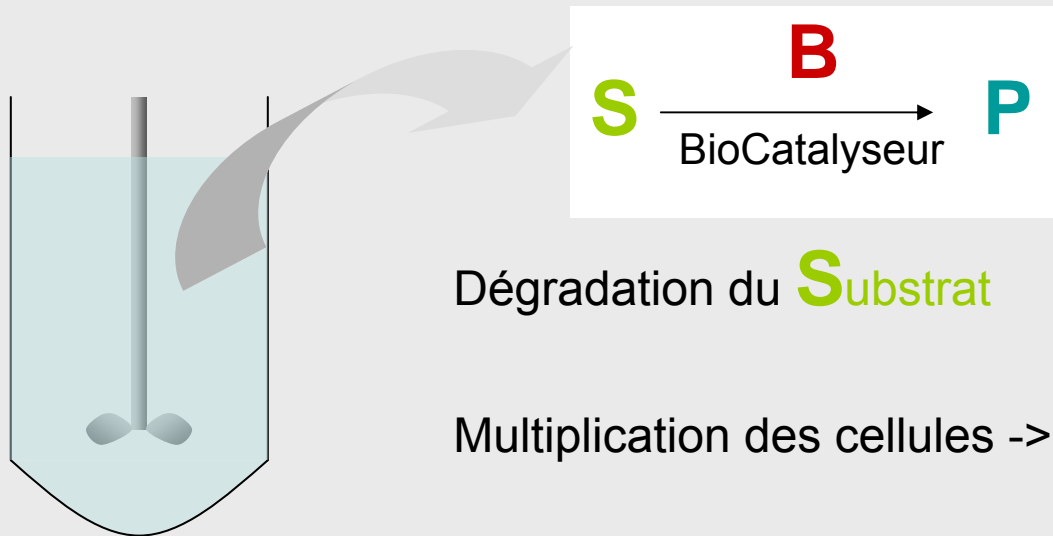 B
S P
BioCatalyseur
Dégradation du Substrat
Multiplication des cellules ->